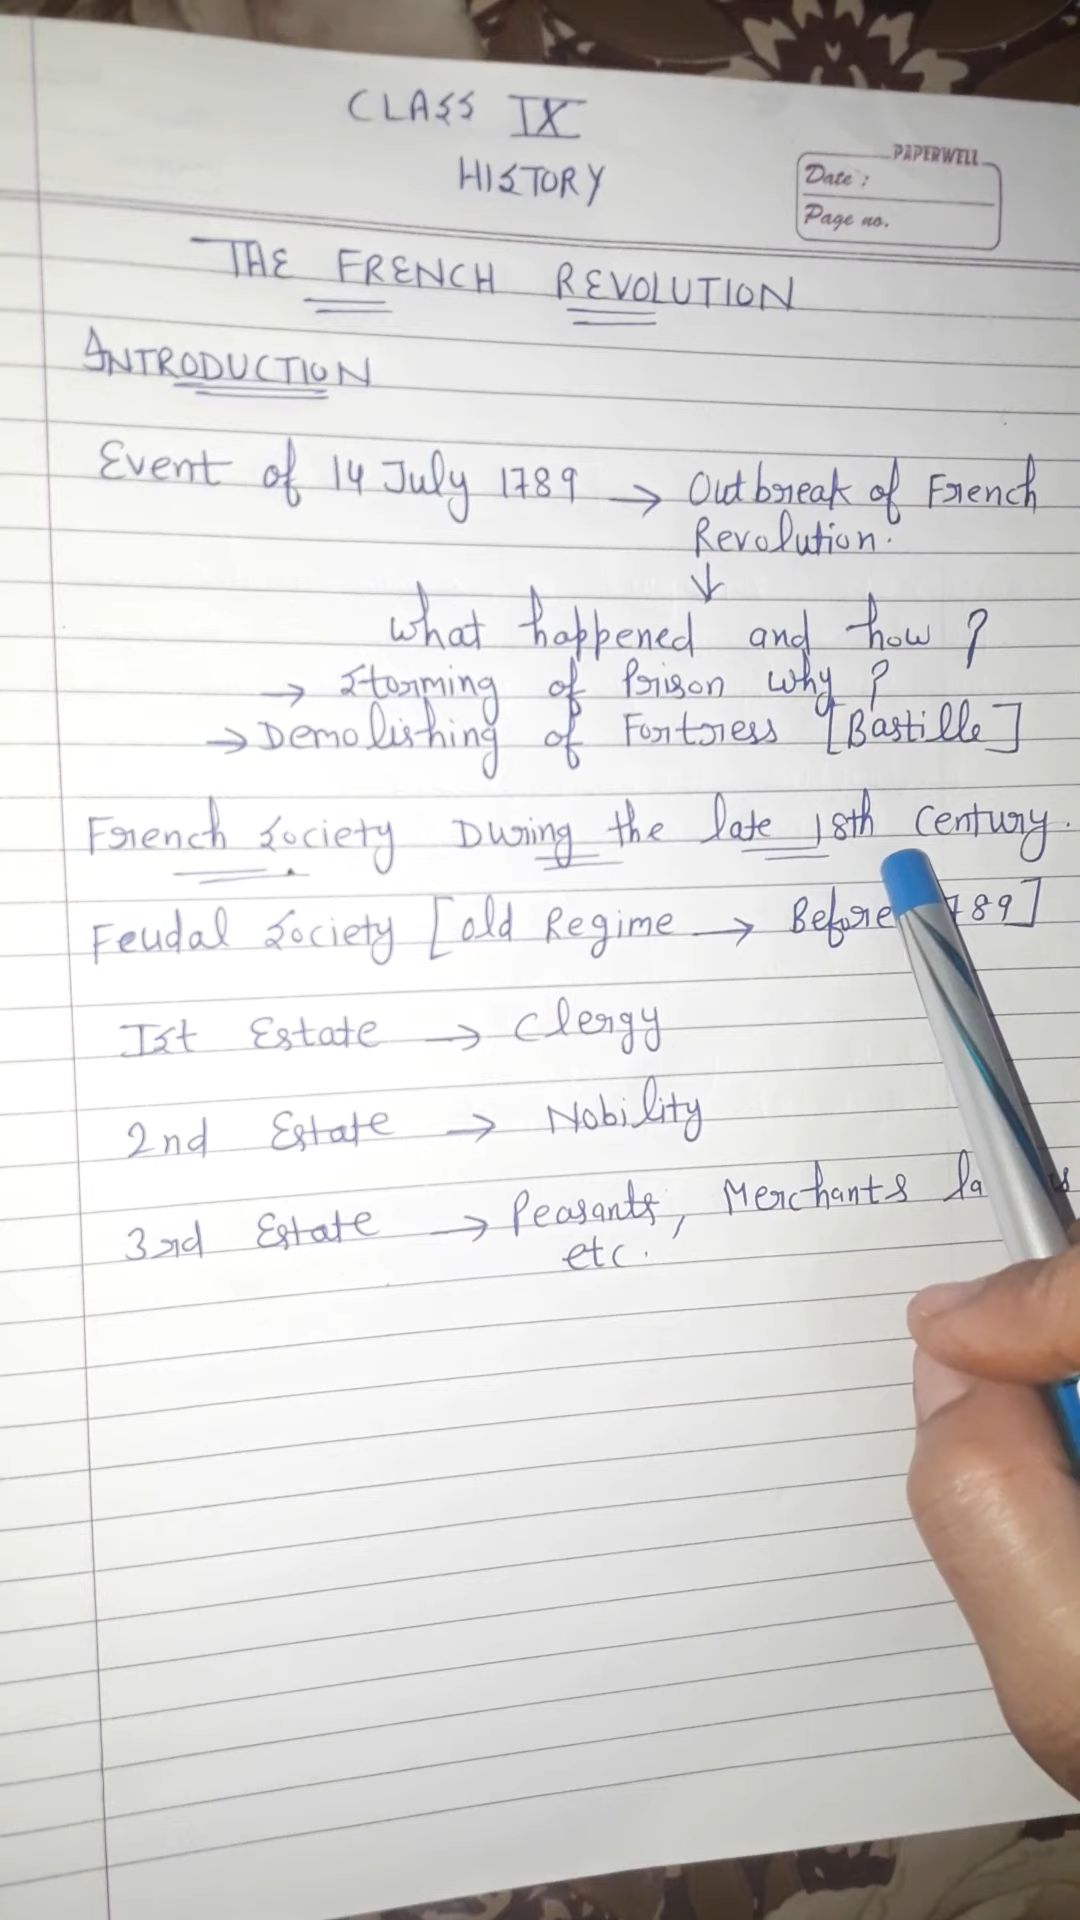 CLASS IX
HISTORY
PAPERWELL
Date :
Page no.
THE FRENCH REVOLUTION
INTRODUCTION
Event of 14 July 1789 → Outbreak of French
Revolution.
↓
What happened and how ?
→ Storming of Prison why ?
→ Demolishing of Fortress [Bastille]
French Society During the late 18th Century.
Feudal Society [old Regime → Before 789]
Ist Estate → Clergy
2nd Estate → Nobility
3rd Estate → Peasants, Merchants
etc.